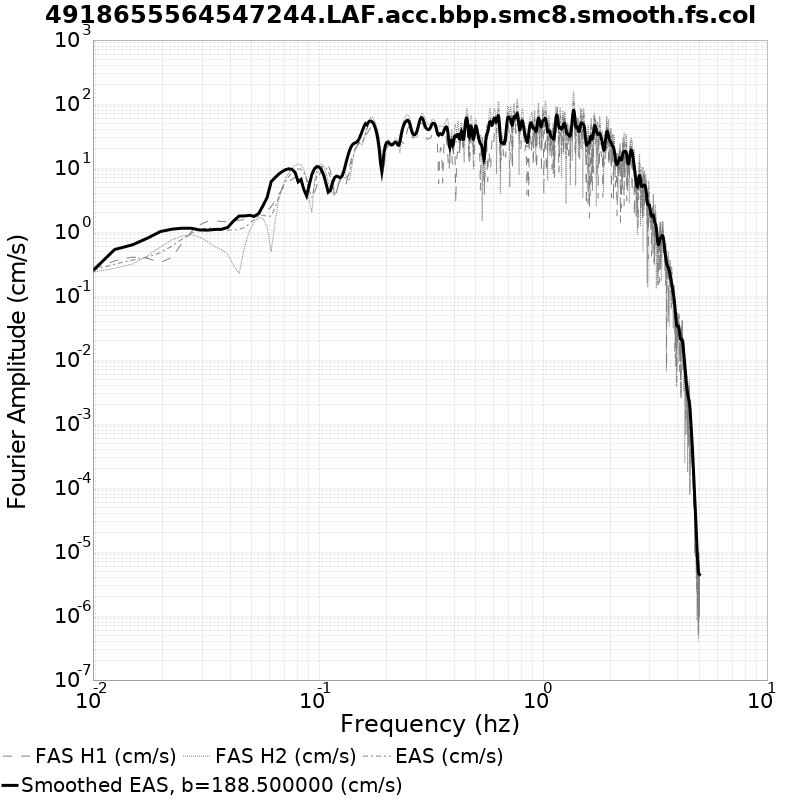 4918655564547244.LAF.acc.bbp.smc8.smooth.fs.col
10^3
10^2
10^1
10^0
10^-1
10^-2
10^-3
10^-4
10^-5
10^-6
10^-7
Fourier Amplitude (cm/s)
10^-2 10^-1 10^0 10^1
Frequency (hz)
FAS H1 (cm/s) FAS H2 (cm/s) EAS (cm/s)
Smoothed EAS, b=188.500000 (cm/s)